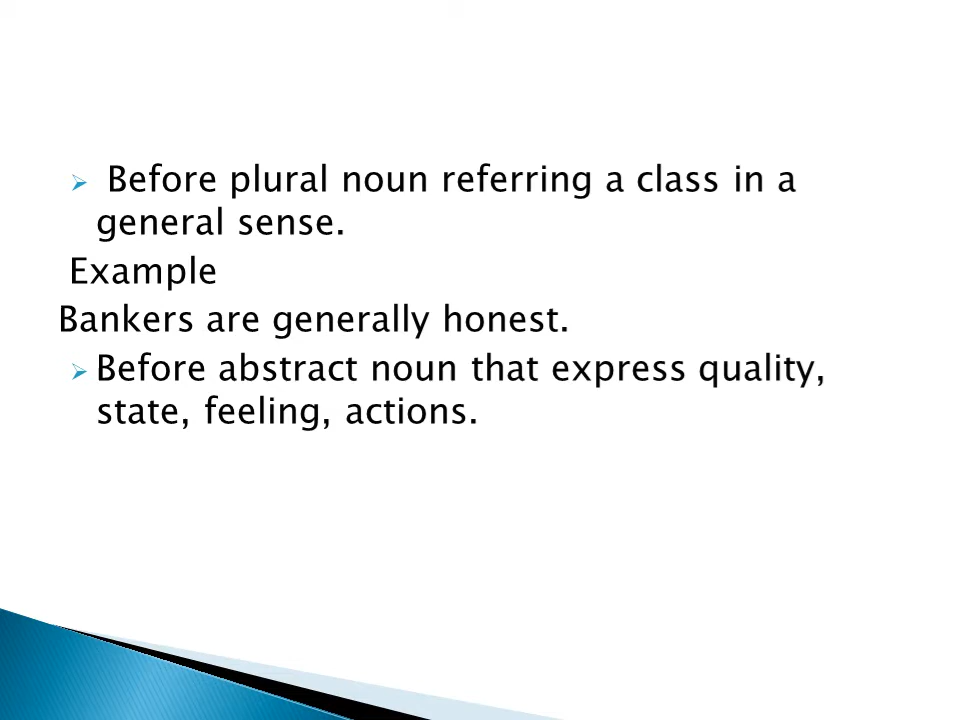 ➢ Before plural noun referring a class in a
general sense.
Example
Bankers are generally honest.
➢ Before abstract noun that express quality,
state, feeling, actions.